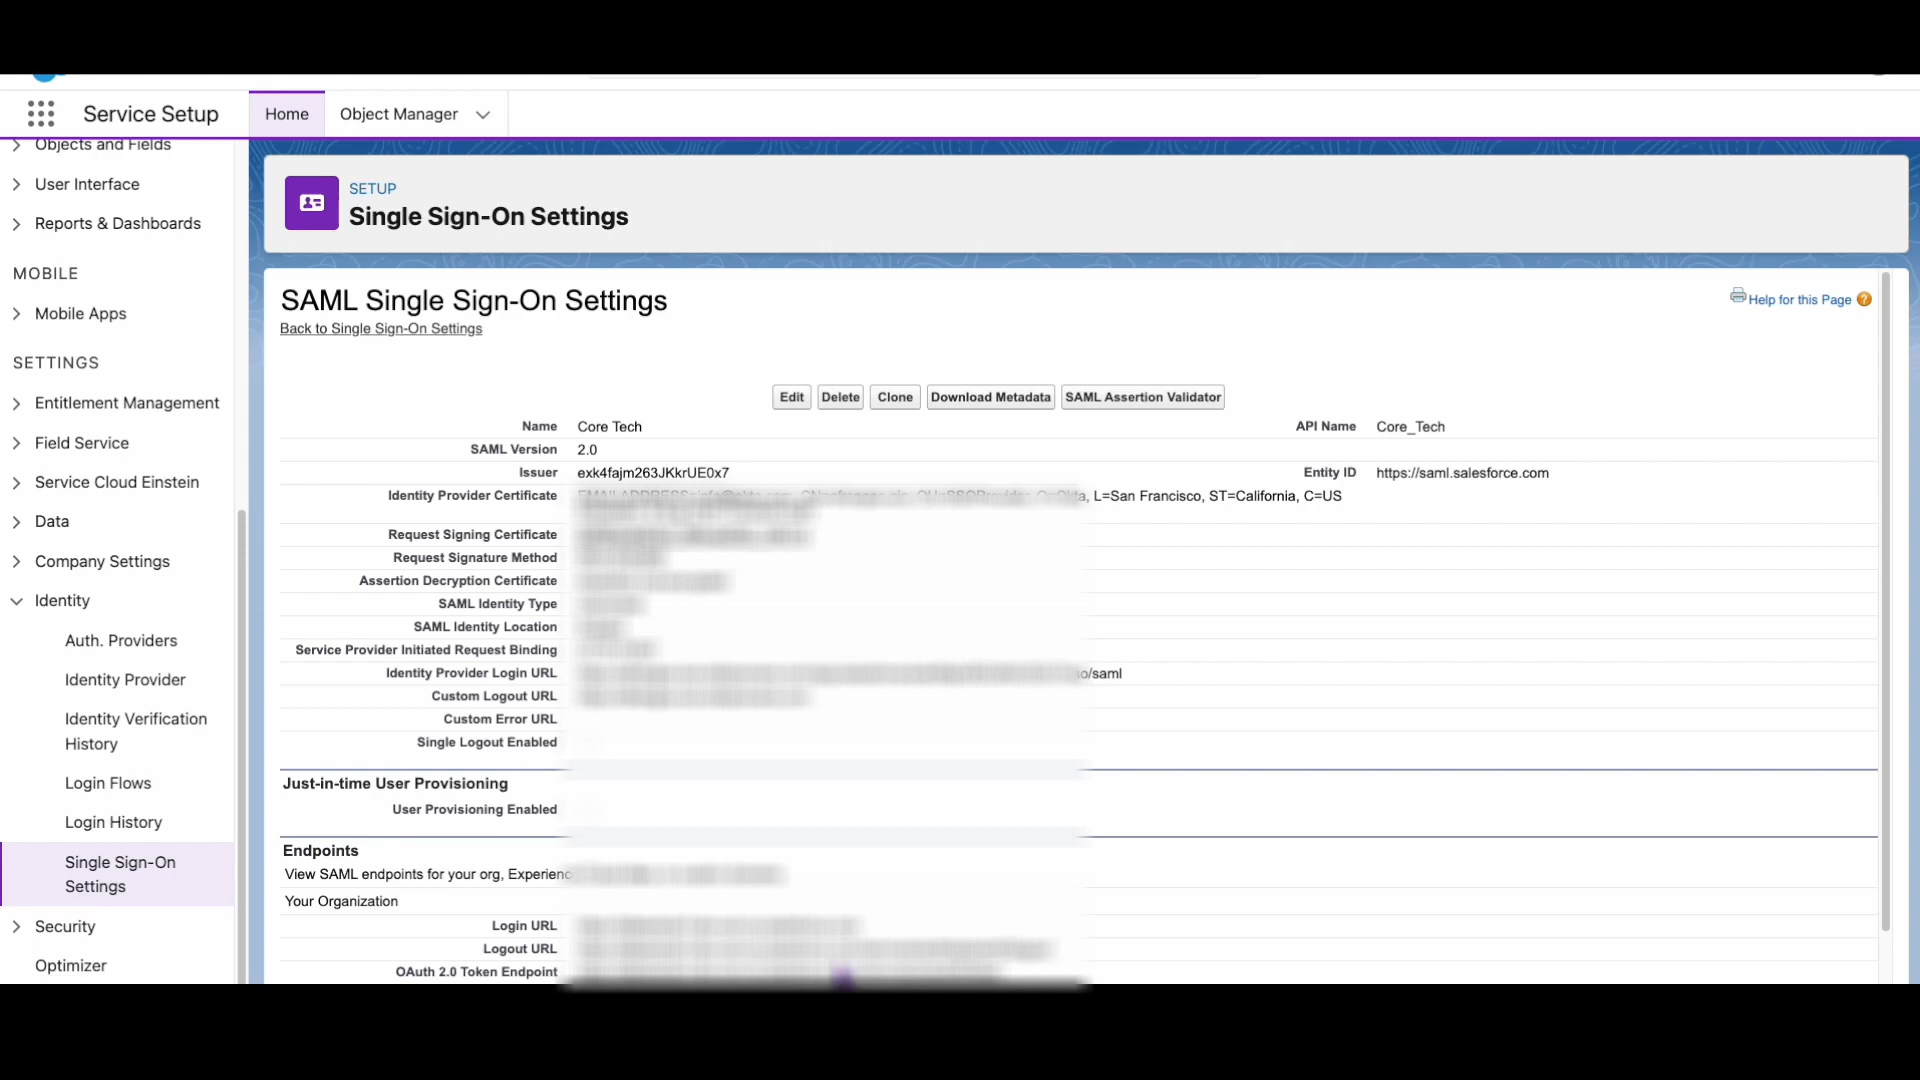 Service Setup
Home
Object Manager
Objects and Fields
User Interface
Reports & Dashboards
MOBILE
Mobile Apps
SETTINGS
Entitlement Management
Field Service
Service Cloud Einstein
Data
Company Settings
Identity
Auth. Providers
Identity Provider
Identity Verification
History
Login Flows
Login History
Single Sign-On
Settings
Security
Optimizer
SETUP
Single Sign-On Settings
SAML Single Sign-On Settings
Back to Single Sign-On Settings
Help for this Page
Edit Delete Clone Download Metadata SAML Assertion Validator
Name Core Tech API Name Core_Tech
SAML Version 2.0
Issuer exk4fajm263JKkrUE0x7 Entity ID https://saml.salesforce.com
Identity Provider Certificate L=San Francisco, ST=California, C=US
Request Signing Certificate
Request Signature Method
Assertion Decryption Certificate
SAML Identity Type
SAML Identity Location
Service Provider Initiated Request Binding
Identity Provider Login URL /saml
Custom Logout URL
Custom Error URL
Single Logout Enabled
Just-in-time User Provisioning
User Provisioning Enabled
Endpoints
View SAML endpoints for your org,
Your Organization
Login URL
Logout URL
OAuth 2.0 Token Endpoint